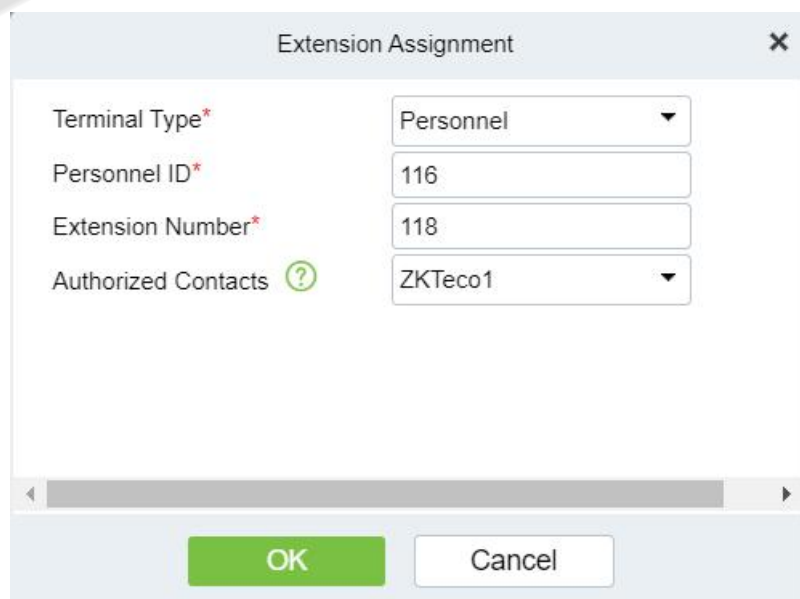 Extension Assignment
Terminal Type* Personnel
Personnel ID* 116
Extension Number* 118
Authorized Contacts ? ZKTeco1
OK Cancel